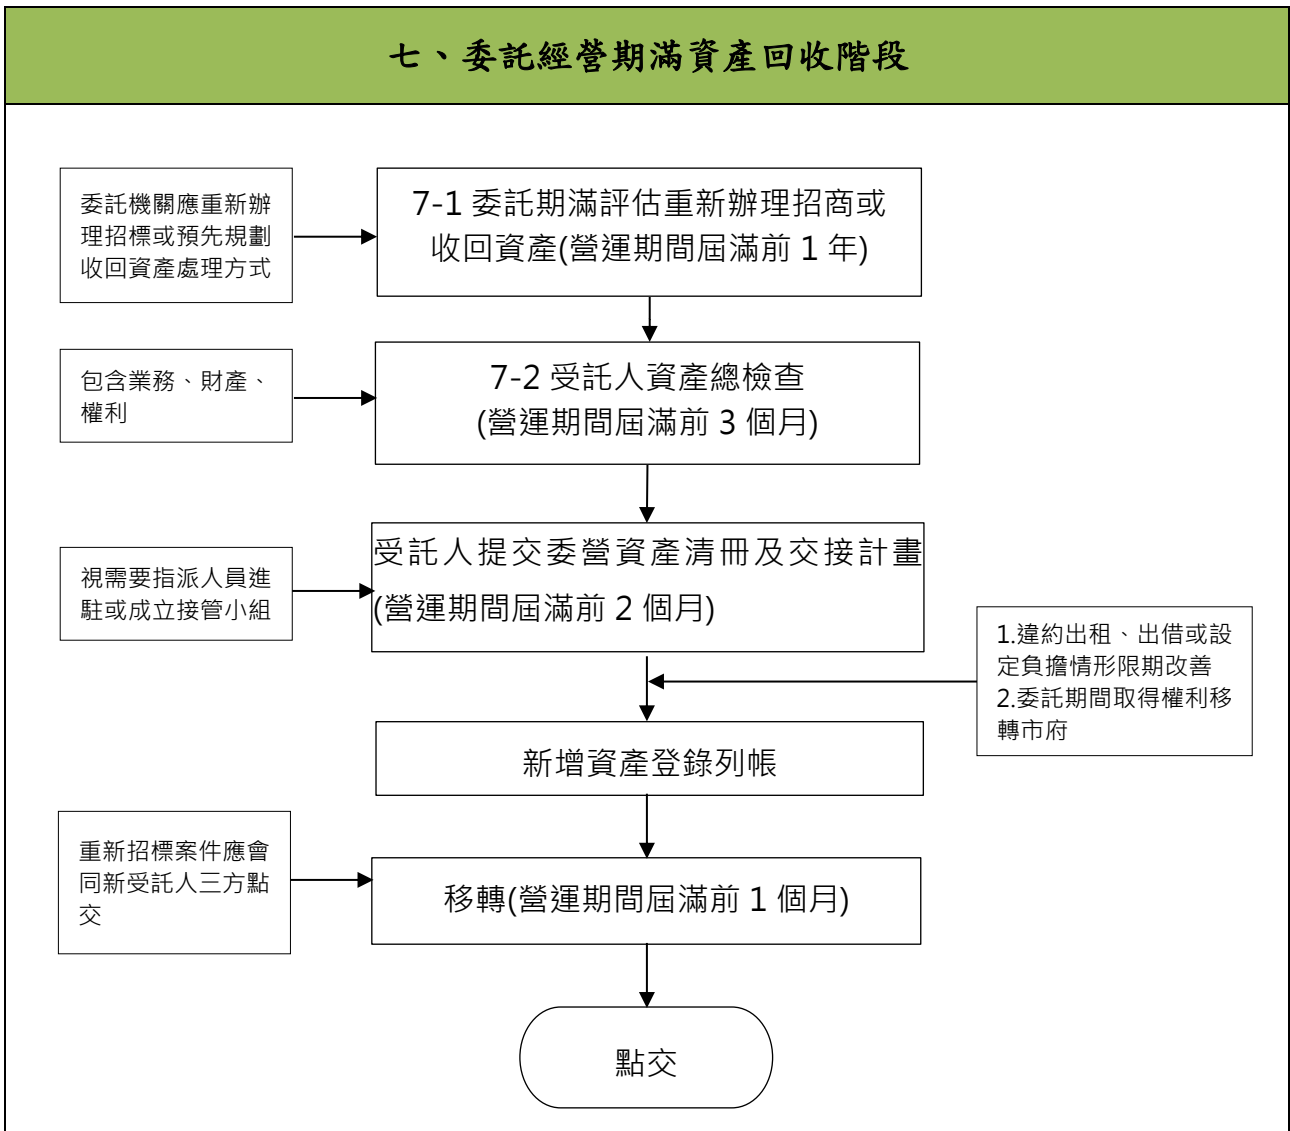 七、委託經營期滿資產回收階段
委託機關應重新辦
理招標或預先規劃
收回資產處理方式
7-1 委託期滿評估重新辦理招商或
收回資產(營運期間屆滿前 1 年)
包含業務、財產、
權利
7-2 受託人資產總檢查
(營運期間屆滿前 3 個月)
視需要指派人員進
駐或成立接管小組
受託人提交委營資產清冊及交接計畫
(營運期間屆滿前 2 個月)
1.違約出租、出借或設
定負擔情形限期改善
2.委託期間取得權利移
轉市府
新增資產登錄列帳
重新招標案件應會
同新受託人三方點
交
移轉(營運期間屆滿前 1 個月)
點交